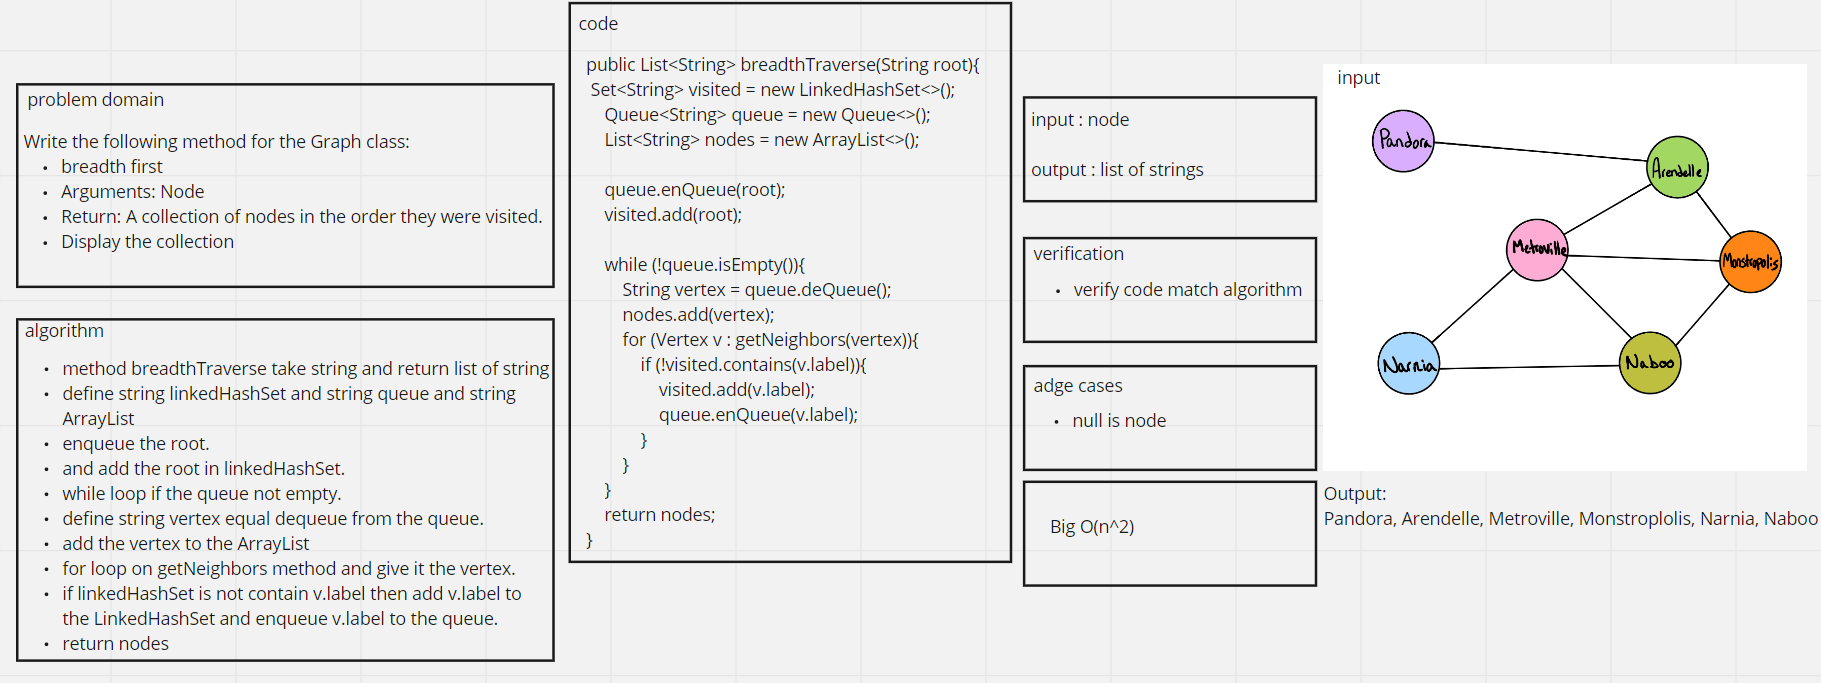 problem domain
Write the following method for the Graph class:
• breadth first
• Arguments: Node
• Return: A collection of nodes in the order they were visited.
• Display the collection
algorithm
• method breadthTraverse take string and return list of string
• define string linkedHashSet and string queue and string
ArrayList
• enqueue the root.
• and add the root in linkedHashSet.
• while loop if the queue not empty.
• define string vertex equal dequeue from the queue.
• add the vertex to the ArrayList
• for loop on getNeighbors method and give it the vertex.
• if linkedHashSet is not contain v.label then add v.label to
the LinkedHashSet and enqueue v.label to the queue.
• return nodes
code
public List<String> breadthTraverse(String root){
Set<String> visited = new LinkedHashSet<>();
Queue<String> queue = new Queue<>();
List<String> nodes = new ArrayList<>();
queue.enQueue(root);
visited.add(root);
while (!queue.isEmpty()){
String vertex = queue.deQueue();
nodes.add(vertex);
for (Vertex v : getNeighbors(vertex)){
if (!visited.contains(v.label)){
visited.add(v.label);
queue.enQueue(v.label);
}
}
}
return nodes;
}
input : node
output : list of strings
verification
• verify code match algorithm
adge cases
• null is node
Big O(n^2)
input
Pandora
Arendelle
Metroville
Monstropolis
Narnia
Naboo
Output:
Pandora, Arendelle, Metroville, Monstroplolis, Narnia, Naboo